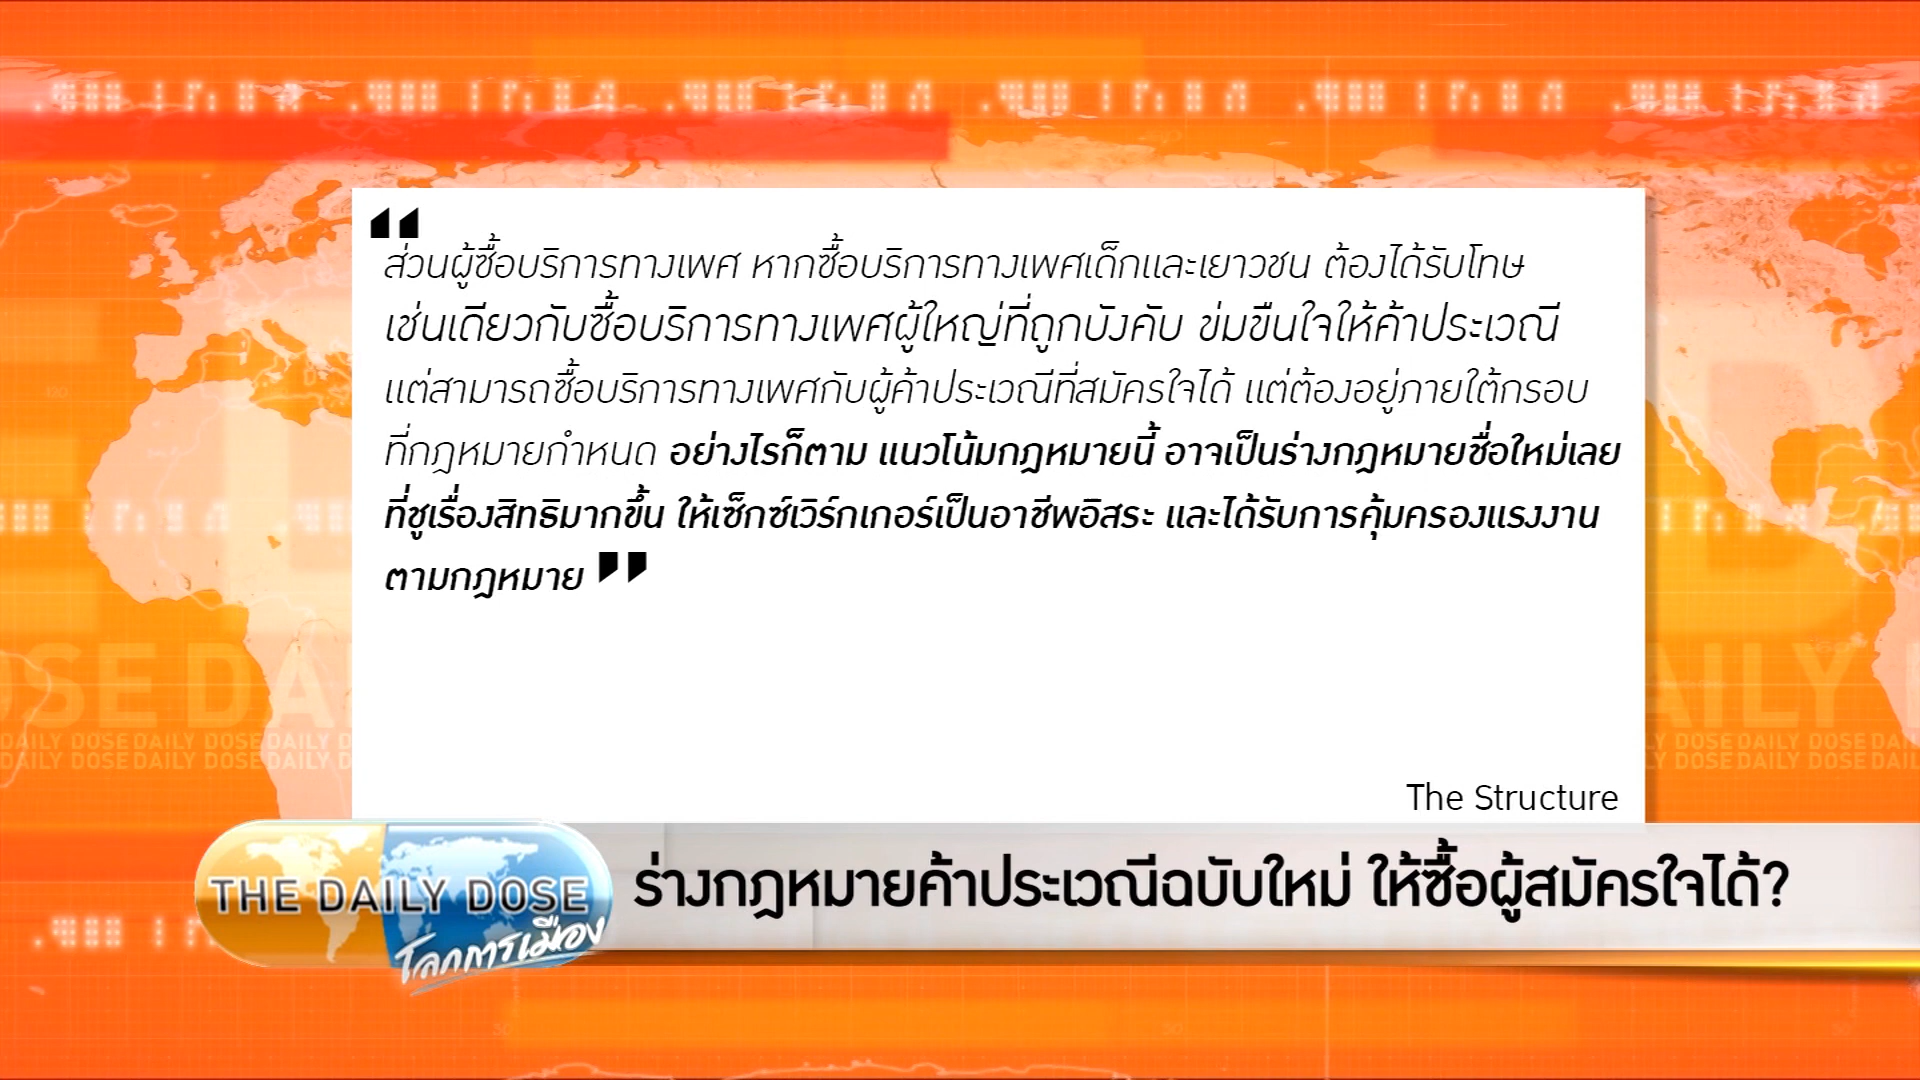 ส่วนผู้ซื้อบริการทางเพศ หากซื้อบริการทางเพศเด็กและเยาวชน ต้องได้รับโทษ
เช่นเดียวกับซื้อบริการทางเพศผู้ใหญ่ที่ถูกบังคับ ข่มขืนใจให้ค้าประเวณี
แต่สามารถซื้อบริการทางเพศกับผู้ค้าประเวณีที่สมัครใจได้ แต่ต้องอยู่ภายใต้กรอบ
ที่กฎหมายกำหนด อย่างไรก็ตาม แนวโน้มกฎหมายนี้ อาจเป็นร่างกฎหมายชื่อใหม่เลย
ที่ชูเรื่องสิทธิมากขึ้น ให้เซ็กซ์เวิร์กเกอร์เป็นอาชีพอิสระ และได้รับการคุ้มครองแรงงาน
ตามกฎหมาย ”
The Structure
THE DAILY DOSE
โลกการเมือง
ร่างกฎหมายค้าประเวณีฉบับใหม่ ให้ซื้อผู้สมัครใจได้?